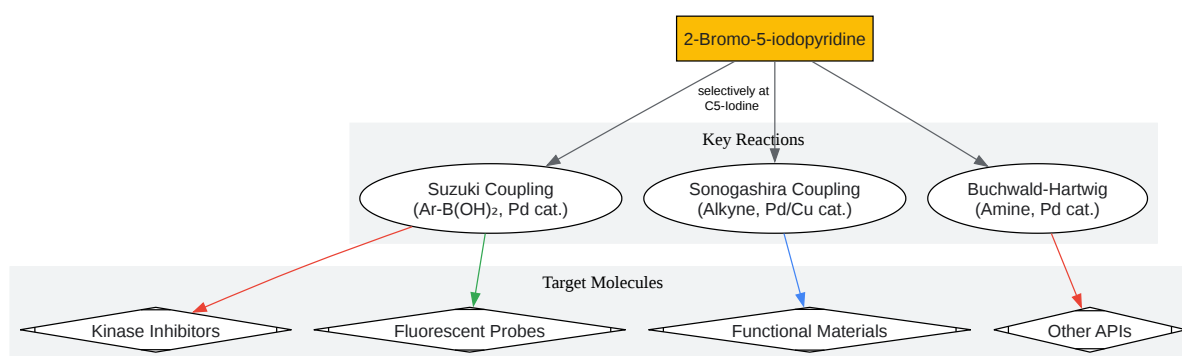 2-Bromo-5-iodopyridine
selectively at
C5-Iodine
Key Reactions
Suzuki Coupling
(Ar-B(OH)₂, Pd cat.)
Sonogashira Coupling
(Alkyne, Pd/Cu cat.)
Buchwald-Hartwig
(Amine, Pd cat.)
Target Molecules
Kinase Inhibitors
Fluorescent Probes
Functional Materials
Other APIs